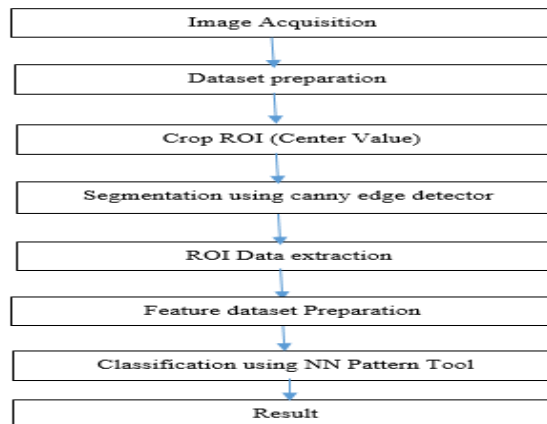 Image Acquisition
Dataset preparation
Crop ROI (Center Value)
Segmentation using canny edge detector
ROI Data extraction
Feature dataset Preparation
Classification using NN Pattern Tool
Result